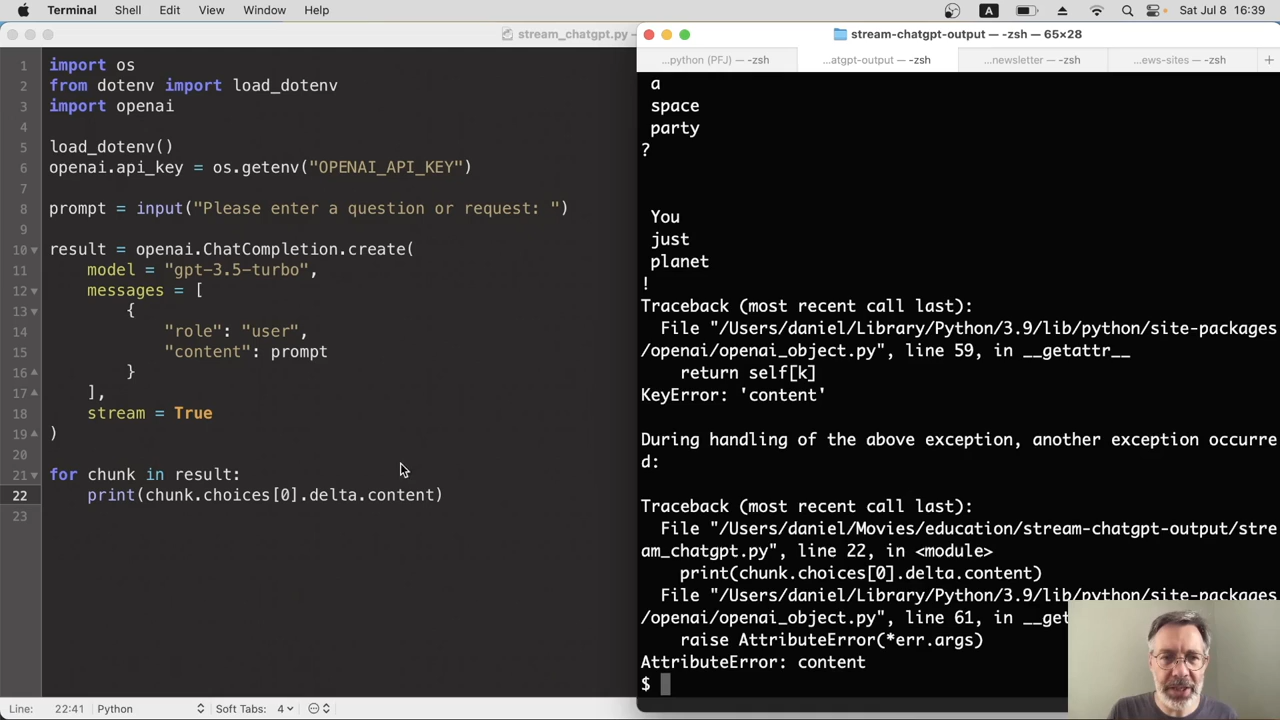 Terminal Shell Edit View Window Help
A
Sat Jul 8 16:39
stream_chatgpt.py —
1 import os
2 from dotenv import load_dotenv
3 import openai
4
5 load_dotenv()
6 openai.api_key = os.getenv("OPENAI_API_KEY")
7
8 prompt = input("Please enter a question or request: ")
9
10 result = openai.ChatCompletion.create(
11 model = "gpt-3.5-turbo",
12 messages = [
13 {
14 "role": "user",
15 "content": prompt
16 }
17 ],
18 stream = True
19 )
20
21 for chunk in result:
22 print(chunk.choices[0].delta.content)
23
Line: 22:41 Python Soft Tabs: 4
stream-chatgpt-output — -zsh — 65×28
...python (PFJ) — -zsh
...atgpt-output — -zsh
...newsletter — -zsh
...ews-sites — -zsh
+
a
space
party
?
You
just
planet
!
Traceback (most recent call last):
File "/Users/daniel/Library/Python/3.9/lib/python/site-packages
/openai/openai_object.py", line 59, in __getattr__
return self[k]
KeyError: 'content'
During handling of the above exception, another exception occurre
d:
Traceback (most recent call last):
File "/Users/daniel/Movies/education/stream-chatgpt-output/stre
am_chatgpt.py", line 22, in <module>
print(chunk.choices[0].delta.content)
File "/Users/daniel/Library/Python/3.9/lib/python/site-packages
/openai/openai_object.py", line 61, in __get
raise AttributeError(*err.args)
AttributeError: content
$